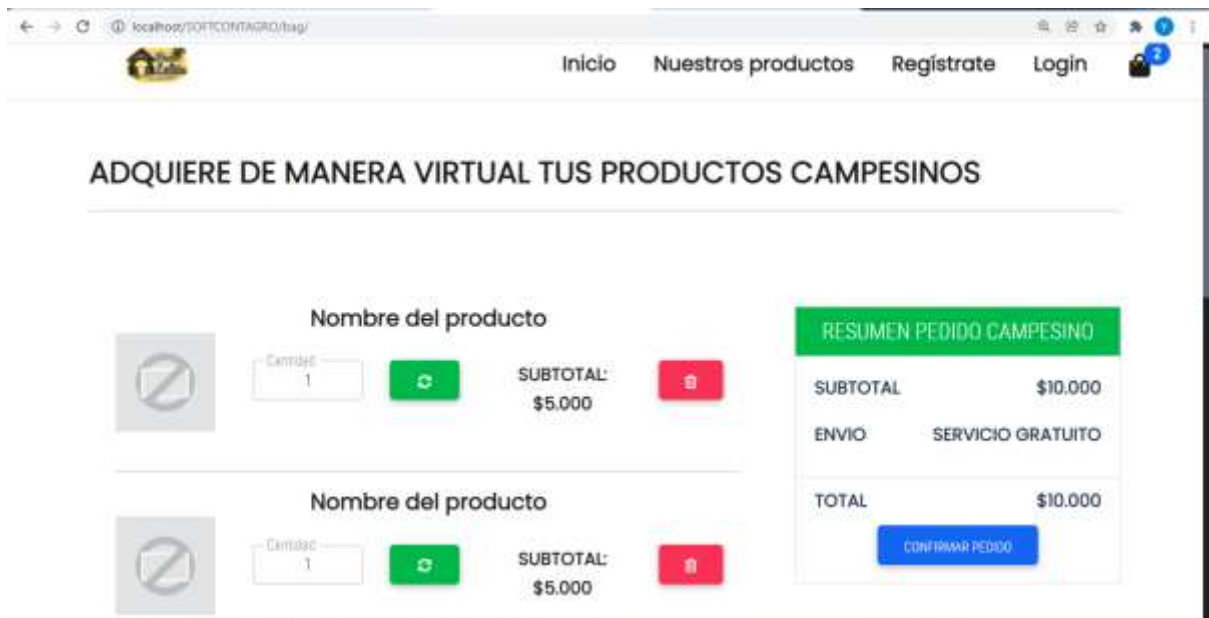 localhost/SOFTCONTAGRO/bag/
Inicio Nuestros productos Regístrate Login 2
ADQUIERE DE MANERA VIRTUAL TUS PRODUCTOS CAMPESINOS
Nombre del producto
Cantidad
1
SUBTOTAL:
$5.000
Nombre del producto
Cantidad
1
SUBTOTAL:
$5.000
RESUMEN PEDIDO CAMPESINO
SUBTOTAL $10.000
ENVIO SERVICIO GRATUITO
TOTAL $10.000
CONFIRMAR PEDIDO